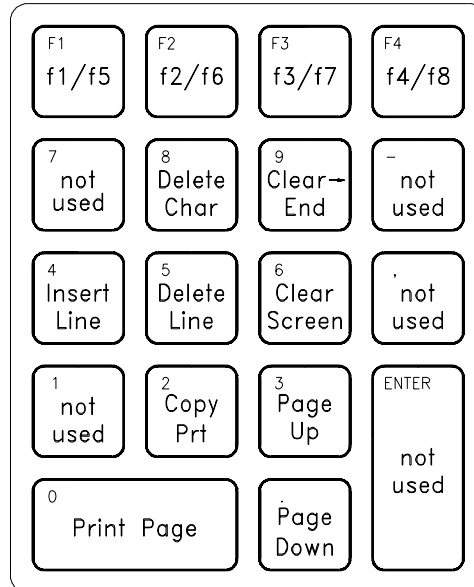 F1
f1/f5
F2
f2/f6
F3
f3/f7
F4
f4/f8
7
not
used
8
Delete
Char
9
Clear→
End
-
not
used
4
Insert
Line
5
Delete
Line
6
Clear
Screen
,
not
used
1
not
used
2
Copy
Prt
3
Page
Up
ENTER
not
used
0
Print Page
.
Page
Down